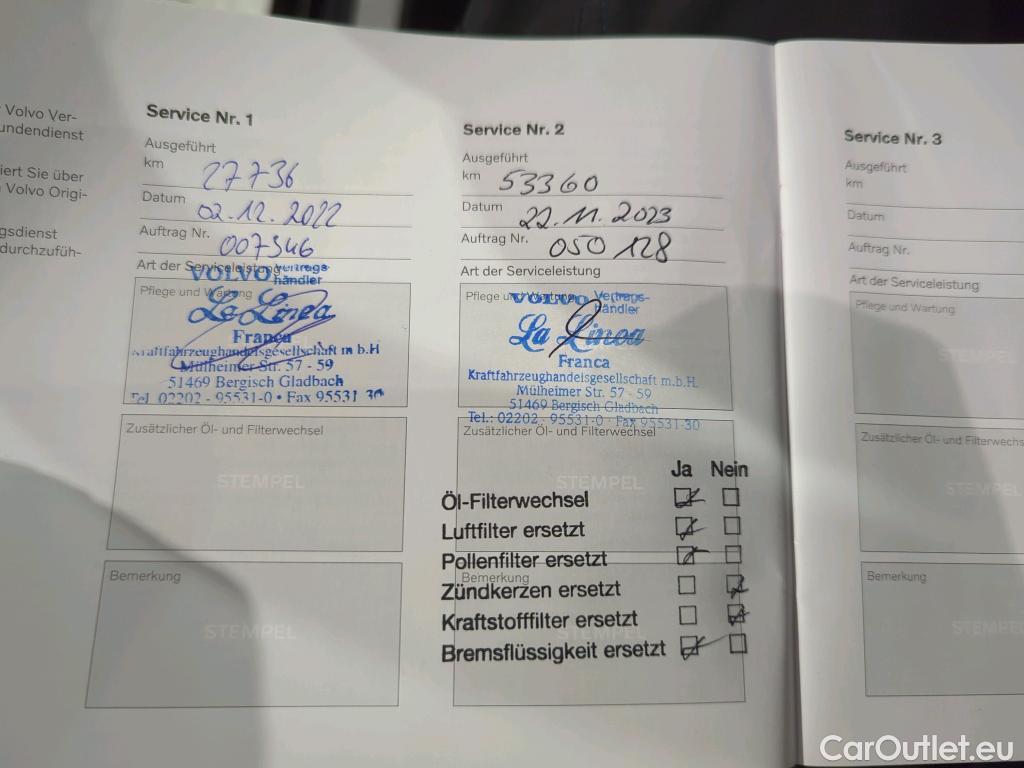 Volvo Ver-
undendienst
iert Sie über
Volvo Origi-
gsdienst
durchzufüh-
Service Nr. 1
Ausgeführt
km 27736
Datum 02.12.2022
Auftrag Nr. 007346
Art der Serviceleistung
VOLVO Vertrags-
händler
Pflege und Wartung
La Linea
Franca
Kraftfahrzeughandelsgesellschaft m b.H
Mülheimer Str. 57 - 59
51469 Bergisch Gladbach
Tel 02202 - 95531-0 • Fax 95531 30
Zusätzlicher Öl- und Filterwechsel
STEMPEL
Bemerkung
STEMPEL
Service Nr. 2
Ausgeführt
km 53360
Datum 22.11.2023
Auftrag Nr. 050128
Art der Serviceleistung
Pflege und Wartung
VOLVO Vertrags-
händler
La Linea
Franca
Kraftfahrzeughandelsgesellschaft m.b.H.
Mülheimer Str. 57 - 59
51469 Bergisch Gladbach
Tel.: 02202 - 95531-0 · Fax 95531-30
Zusätzlicher Öl- und Filterwechsel
STEMPEL
Ja Nein
Öl-Filterwechsel
Luftfilter ersetzt
Pollenfilter ersetzt
Bemerkung
Zündkerzen ersetzt
Kraftstofffilter ersetzt
Bremsflüssigkeit ersetzt
Service Nr. 3
Ausgeführt
km
Datum
Auftrag Nr.
Art der Serviceleistung
Pflege und Wartung
STEM
Zusätzlicher Öl- und Filterwechs
STEMPEL
Bemerkung
STEMP
CarOutlet.eu